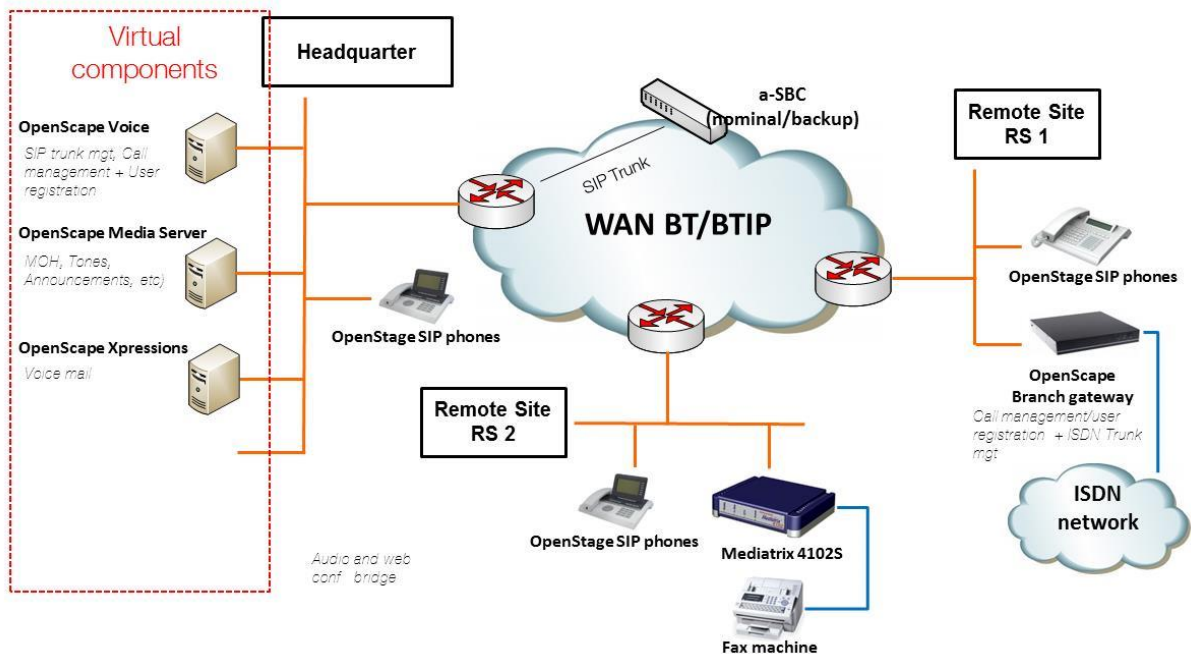 Virtual
components
Headquarter
OpenScape Voice
SIP trunk mgt, Call
management + User
registration
OpenScape Media Server
MOH, Tones,
Announcements, etc)
OpenScape Xpressions
Voice mail
OpenStage SIP phones
a-SBC
(nominal/backup)
SIP Trunk
WAN BT/BTIP
Remote Site
RS 1
OpenStage SIP phones
OpenScape
Branch gateway
Call management/user
registration + ISDN Trunk
mgt
ISDN
network
Remote Site
RS 2
OpenStage SIP phones
Mediatrix 4102S
Fax machine
Audio and web
conf bridge